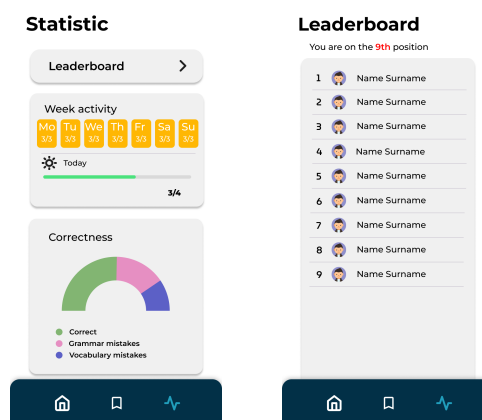 Statistic
Leaderboard
Week activity
Mo Tu We Th Fr Sa Su
3/3 3/3 3/3 3/3 3/3 3/3 3/3
Today
3/4
Correctness
Correct
Grammar mistakes
Vocabulary mistakes
Leaderboard
You are on the 9th position
1 Name Surname
2 Name Surname
3 Name Surname
4 Name Surname
5 Name Surname
6 Name Surname
7 Name Surname
8 Name Surname
9 Name Surname